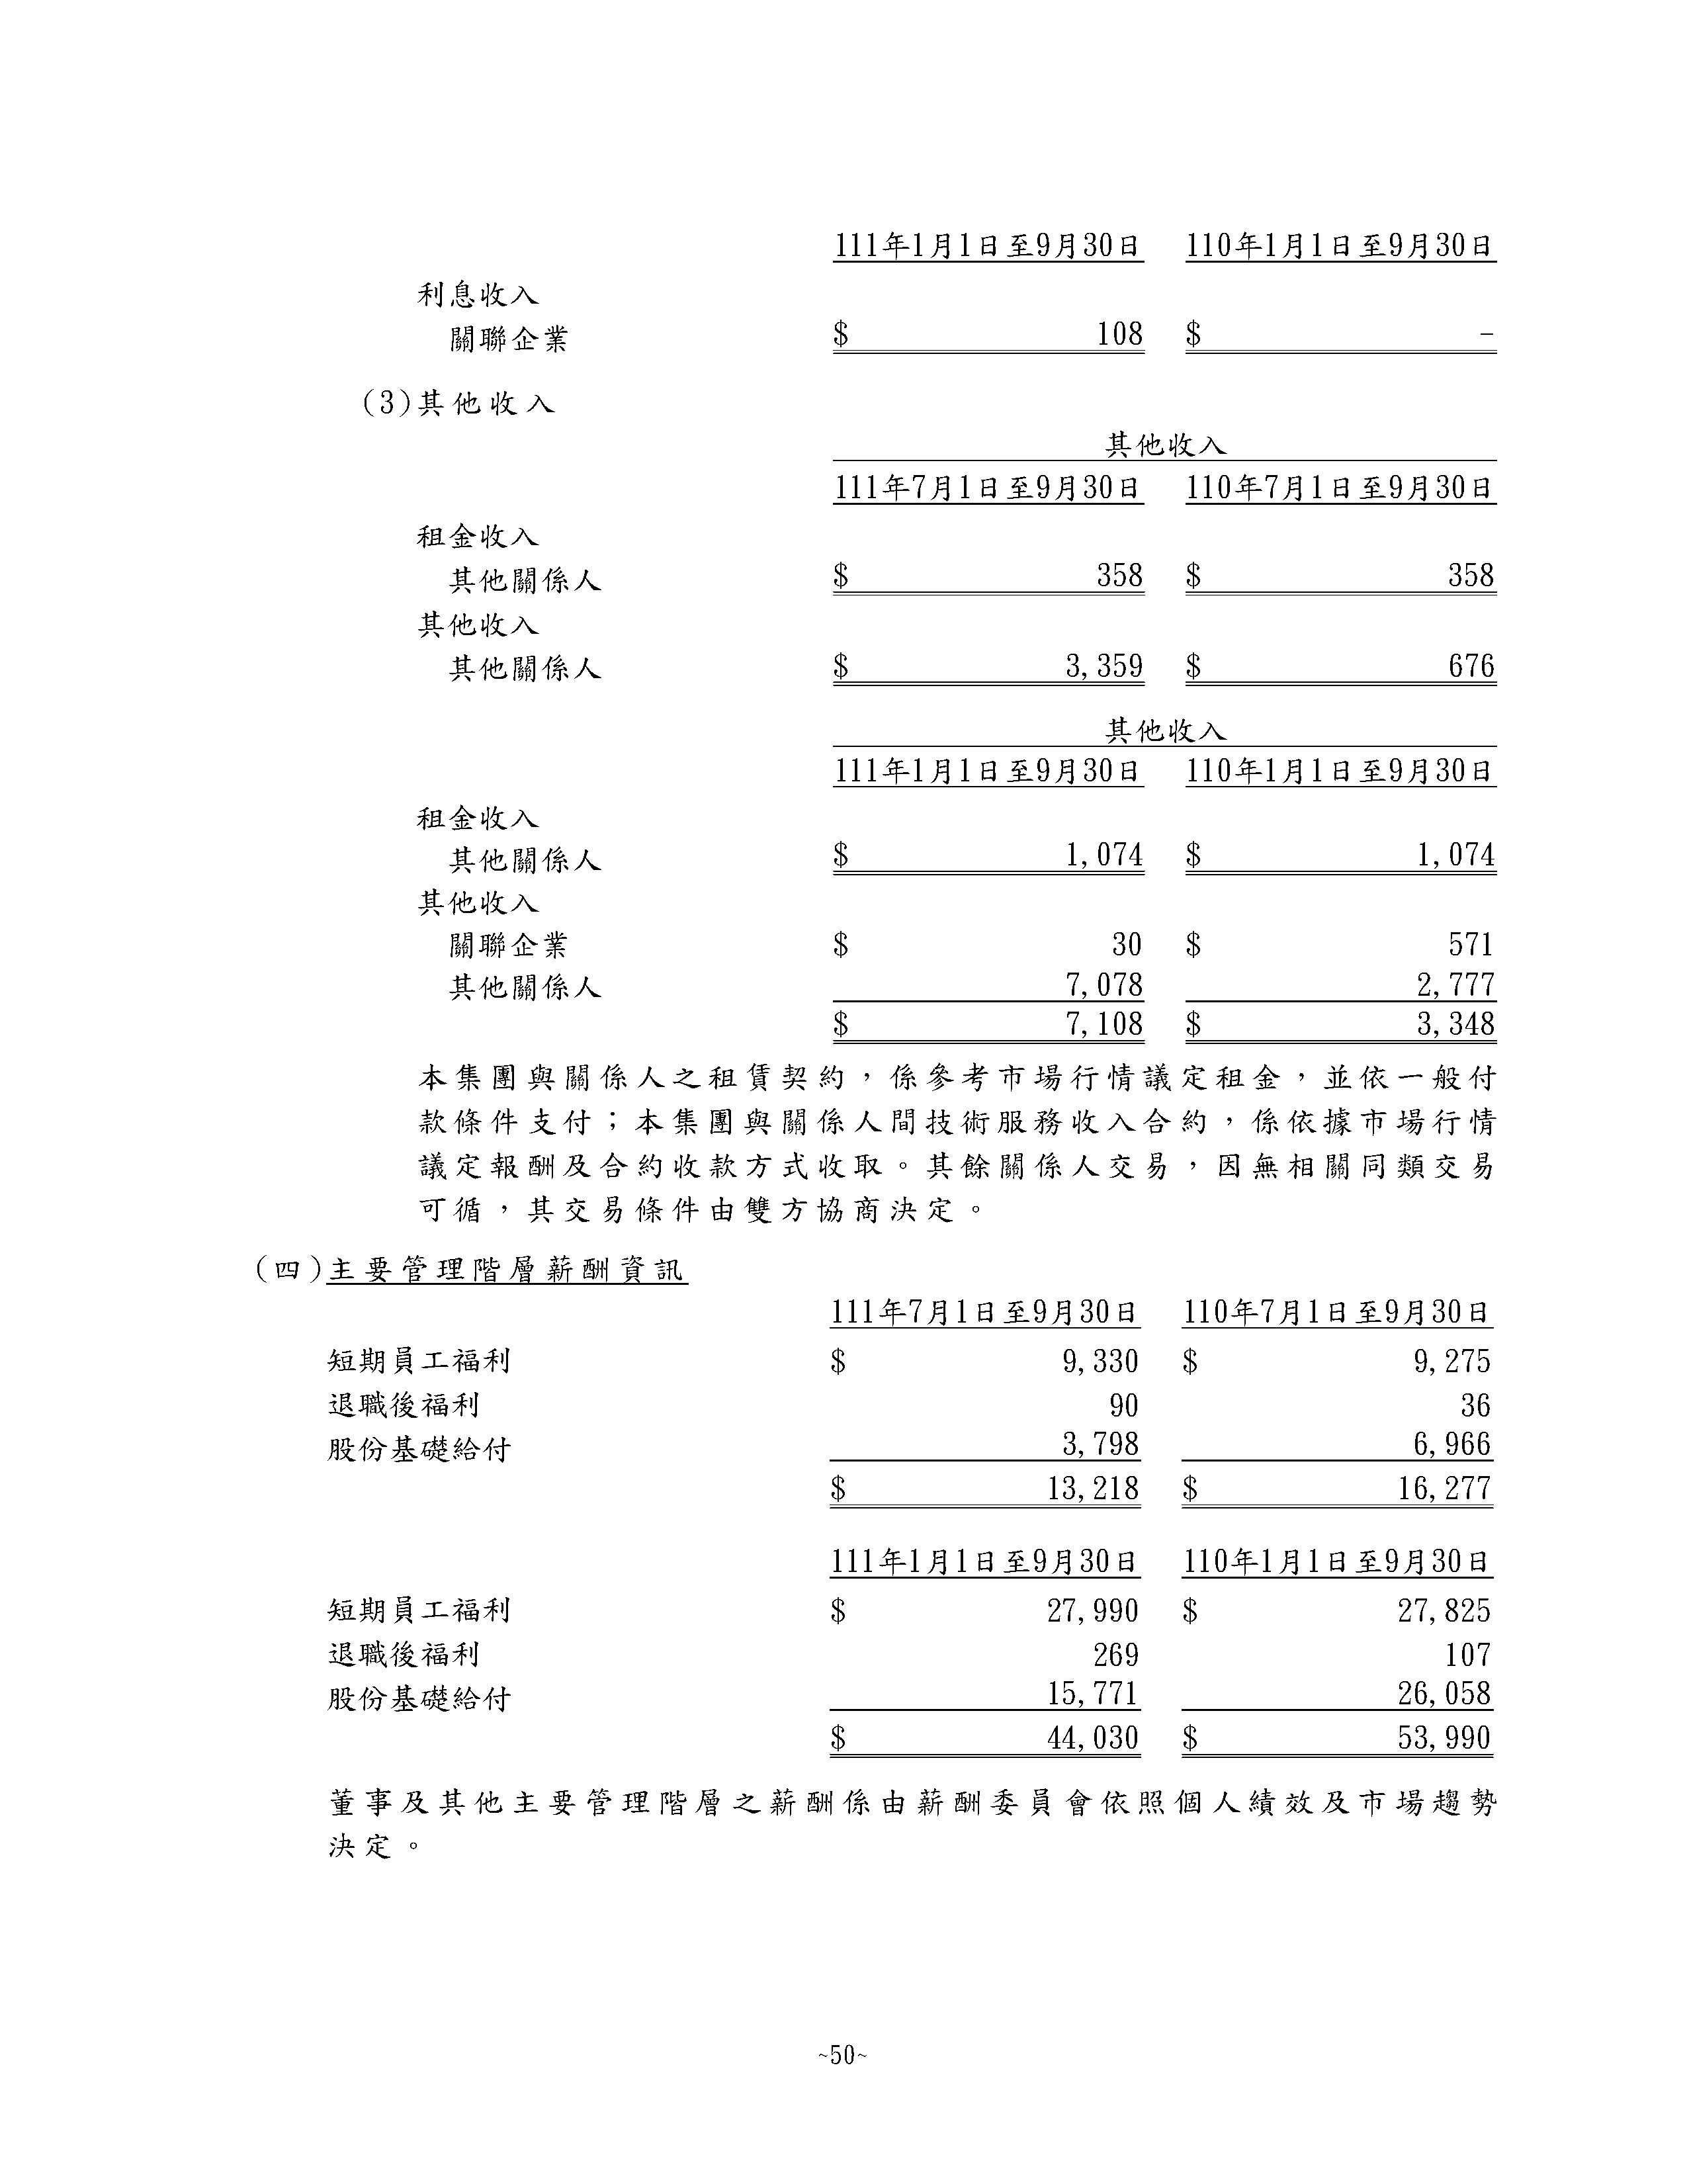 111年1月1日至9月30日 110年1月1日至9月30日
利息收入
關聯企業 $ 108 $ -
(3)其他收入
其他收入
111年7月1日至9月30日 110年7月1日至9月30日
租金收入
其他關係人 $ 358 $ 358
其他收入
其他關係人 $ 3,359 $ 676
其他收入
111年1月1日至9月30日 110年1月1日至9月30日
租金收入
其他關係人 $ 1,074 $ 1,074
其他收入
關聯企業 $ 30 $ 571
其他關係人 7,078 2,777
$ 7,108 $ 3,348
本集團與關係人之租賃契約，係參考市場行情議定租金，並依一般付
款條件支付；本集團與關係人間技術服務收入合約，係依據市場行情
議定報酬及合約收款方式收取。其餘關係人交易，因無相關同類交易
可循，其交易條件由雙方協商決定。
(四)主要管理階層薪酬資訊
111年7月1日至9月30日 110年7月1日至9月30日
短期員工福利 $ 9,330 $ 9,275
退職後福利 90 36
股份基礎給付 3,798 6,966
$ 13,218 $ 16,277
111年1月1日至9月30日 110年1月1日至9月30日
短期員工福利 $ 27,990 $ 27,825
退職後福利 269 107
股份基礎給付 15,771 26,058
$ 44,030 $ 53,990
董事及其他主要管理階層之薪酬係由薪酬委員會依照個人績效及市場趨勢
決定。
~50~